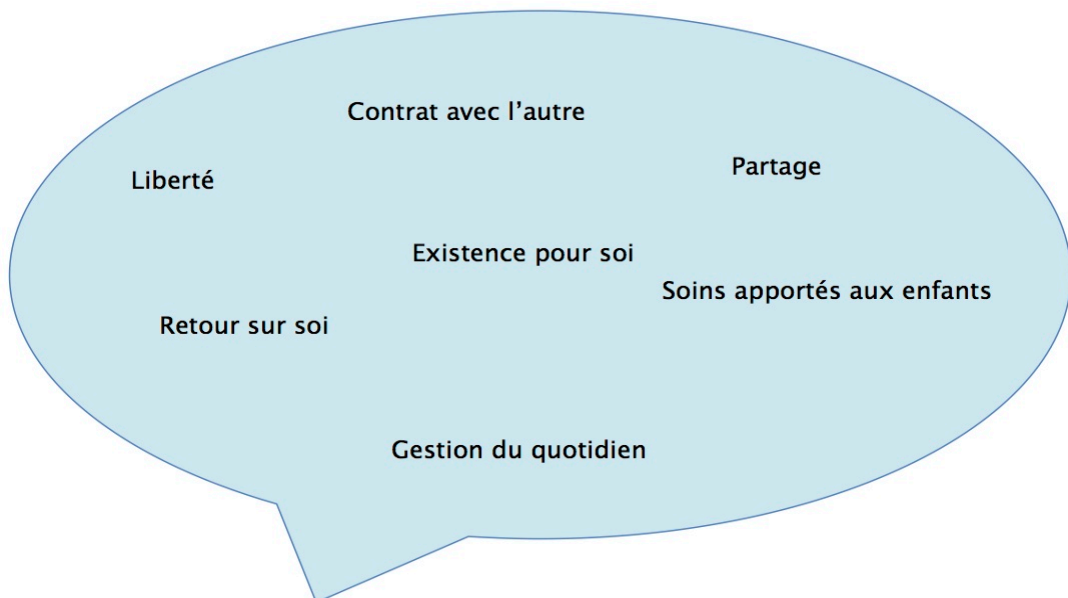 Contrat avec l’autre
Partage
Liberté
Existence pour soi
Soins apportés aux enfants
Retour sur soi
Gestion du quotidien